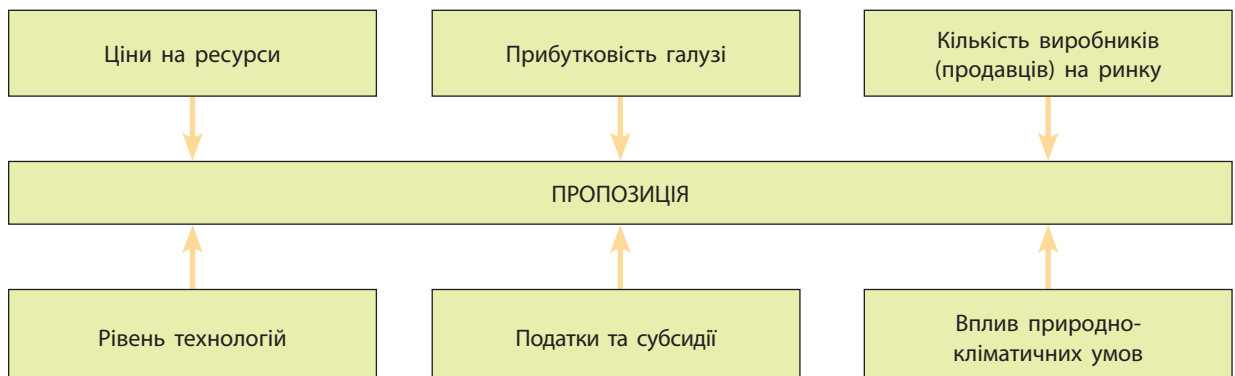 Ціни на ресурси
Прибутковість галузі
Кількість виробників
(продавців) на ринку
ПРОПОЗИЦІЯ
Рівень технологій
Податки та субсидії
Вплив природно-
кліматичних умов